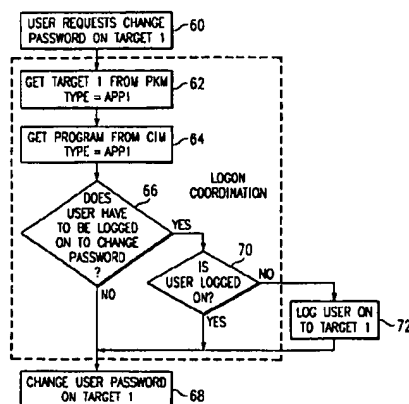 USER REQUESTS CHANGE
PASSWORD ON TARGET 1
60
GET TARGET 1 FROM PKM
TYPE = APP1
62
GET PROGRAM FROM CIM
TYPE = APP1
64
LOGON
COORDINATION
DOES
USER HAVE
TO BE LOGGED
ON TO CHANGE
PASSWORD
?
66
YES
NO
IS
USER LOGGED
ON?
70
NO
YES
LOG USER ON
TO TARGET 1
72
CHANGE USER PASSWORD
ON TARGET 1
68